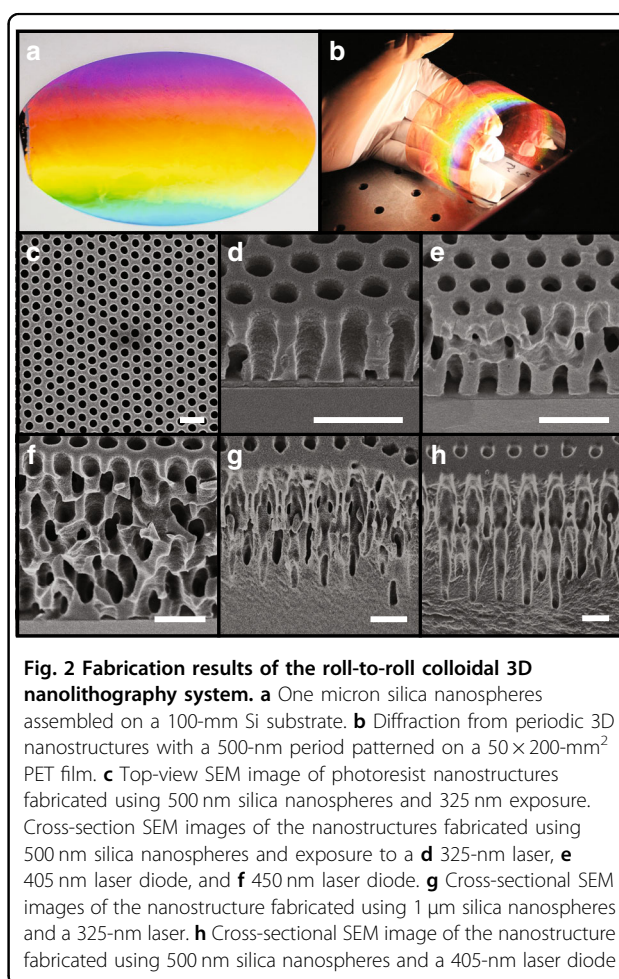 a
b
c
d
e
f
g
h
Fig. 2 Fabrication results of the roll-to-roll colloidal 3D
nanolithography system. a One micron silica nanospheres
assembled on a 100-mm Si substrate. b Diffraction from periodic 3D
nanostructures with a 500-nm period patterned on a 50 × 200-mm²
PET film. c Top-view SEM image of photoresist nanostructures
fabricated using 500 nm silica nanospheres and 325 nm exposure.
Cross-section SEM images of the nanostructures fabricated using
500 nm silica nanospheres and exposure to a d 325-nm laser, e
405 nm laser diode, and f 450 nm laser diode. g Cross-sectional SEM
images of the nanostructure fabricated using 1 μm silica nanospheres
and a 325-nm laser. h Cross-sectional SEM image of the nanostructure
fabricated using 500 nm silica nanospheres and a 405-nm laser diode